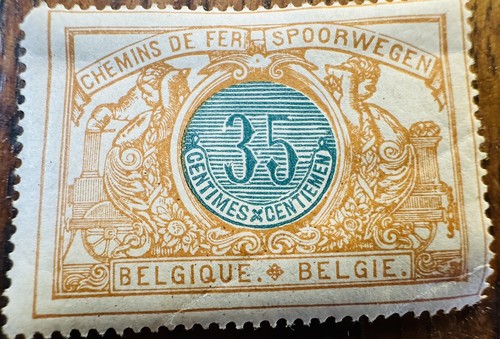 CHEMINS DE FER SPOORWEGEN
35
CENTIMES CENTIEMEN
BELGIQUE. BELGIE.